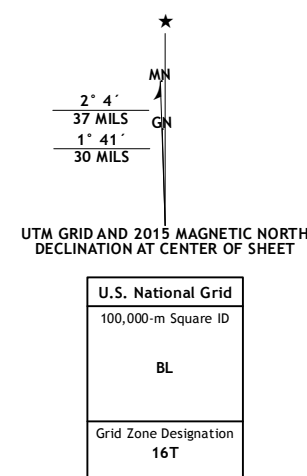 ★
MN
2° 4´
37 MILS
GN
1° 41´
30 MILS
UTM GRID AND 2015 MAGNETIC NORTH
DECLINATION AT CENTER OF SHEET
U.S. National Grid
100,000-m Square ID
BL
Grid Zone Designation
16T